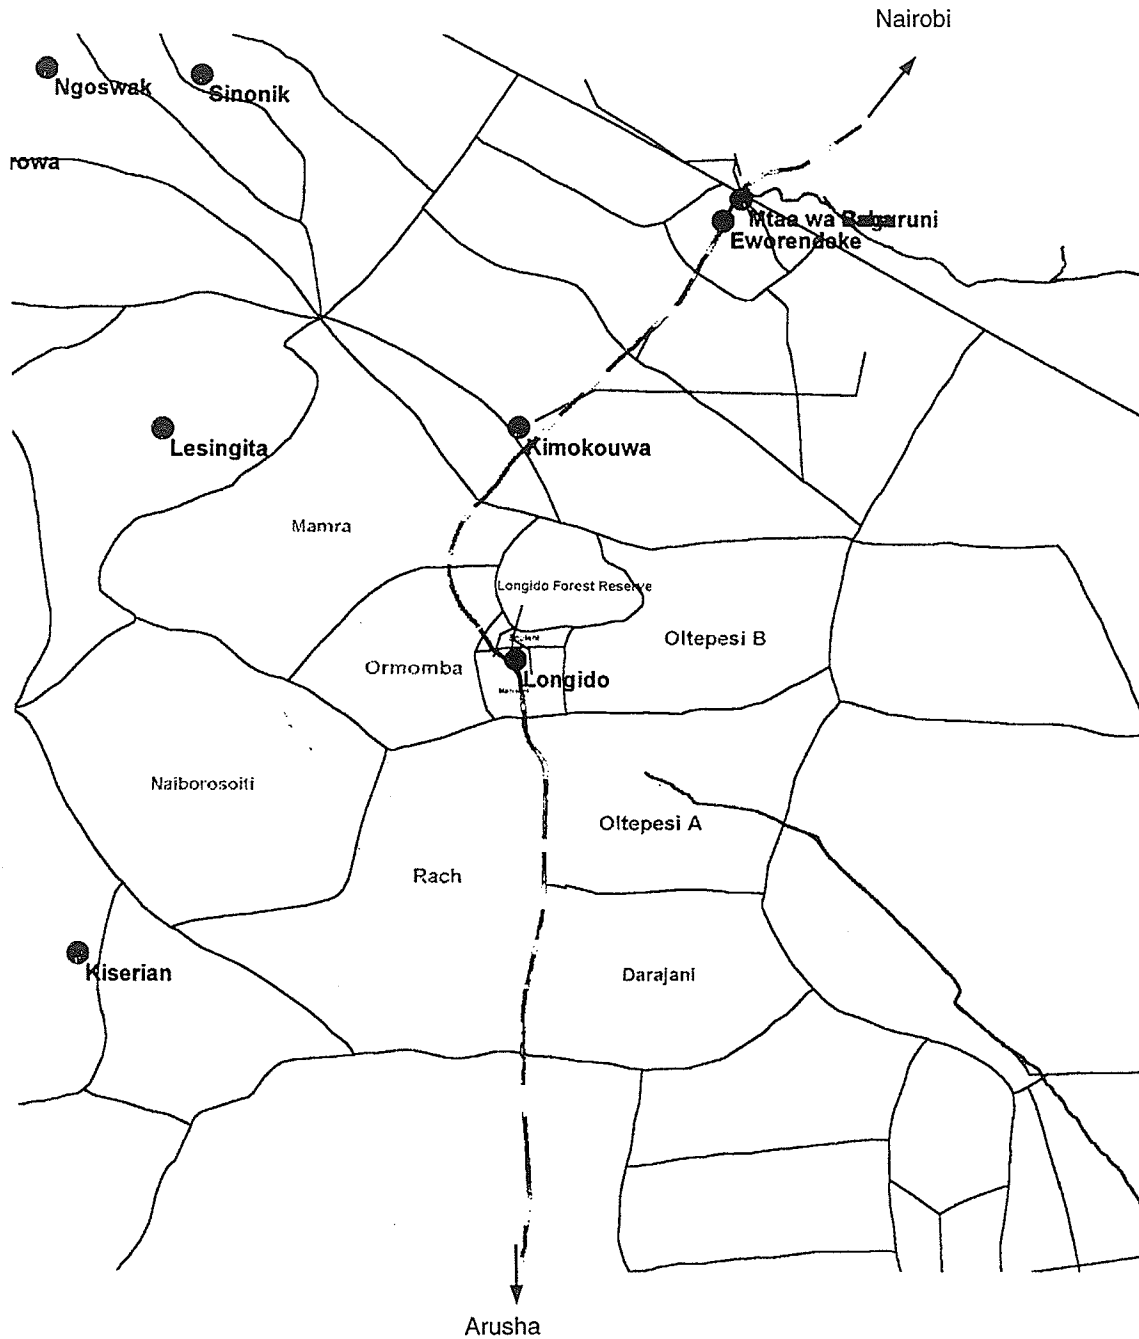 Nairobi
Ngoswak
Sinonik
rowa
Mtaa wa
Eworendeke
Lesingita
Kimokouwa
Mamra
Longido Forest Reserve
Oltepesi B
Ormomba
Longido
Naiborosoiti
Oltepesi A
Rach
Kiserian
Darajani
Arusha